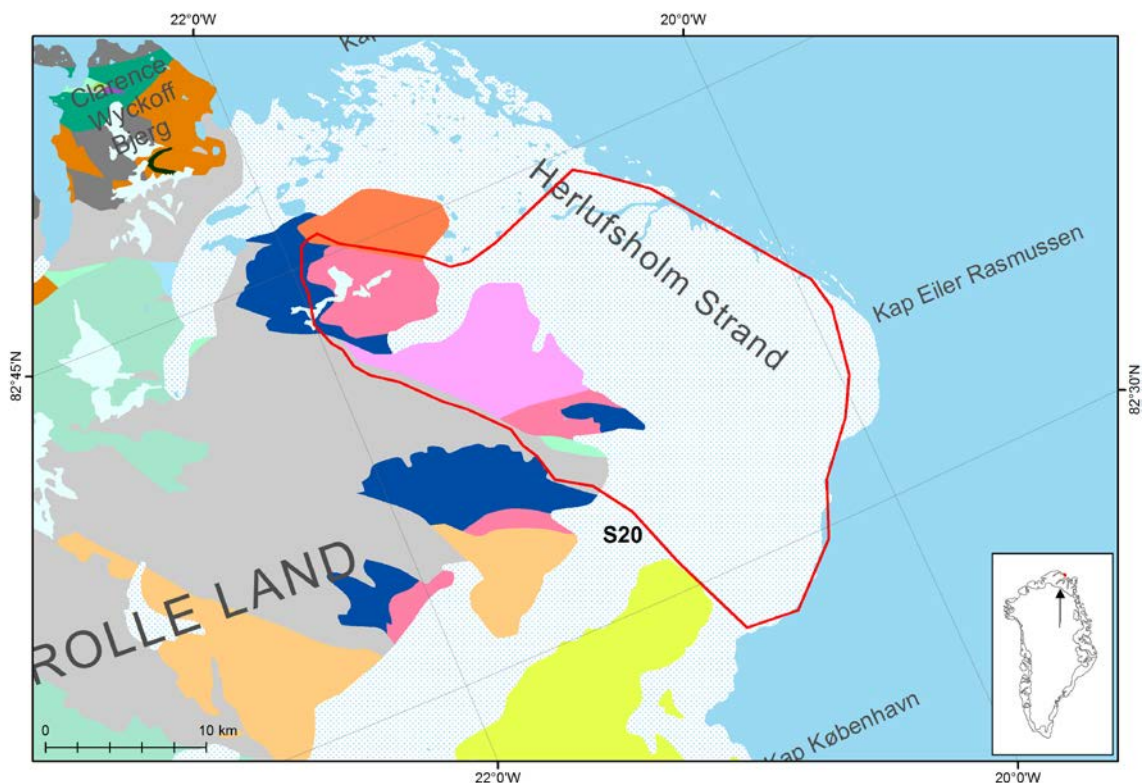 22°0'W
20°0'W
Kap
Clarence
Wyckoff
Bjerg
Herlufsholm Strand
Kap Eiler Rasmussen
82°45'N
82°30'N
S20
ROLLE LAND
0
10 km
Kap København
22°0'W
20°0'W